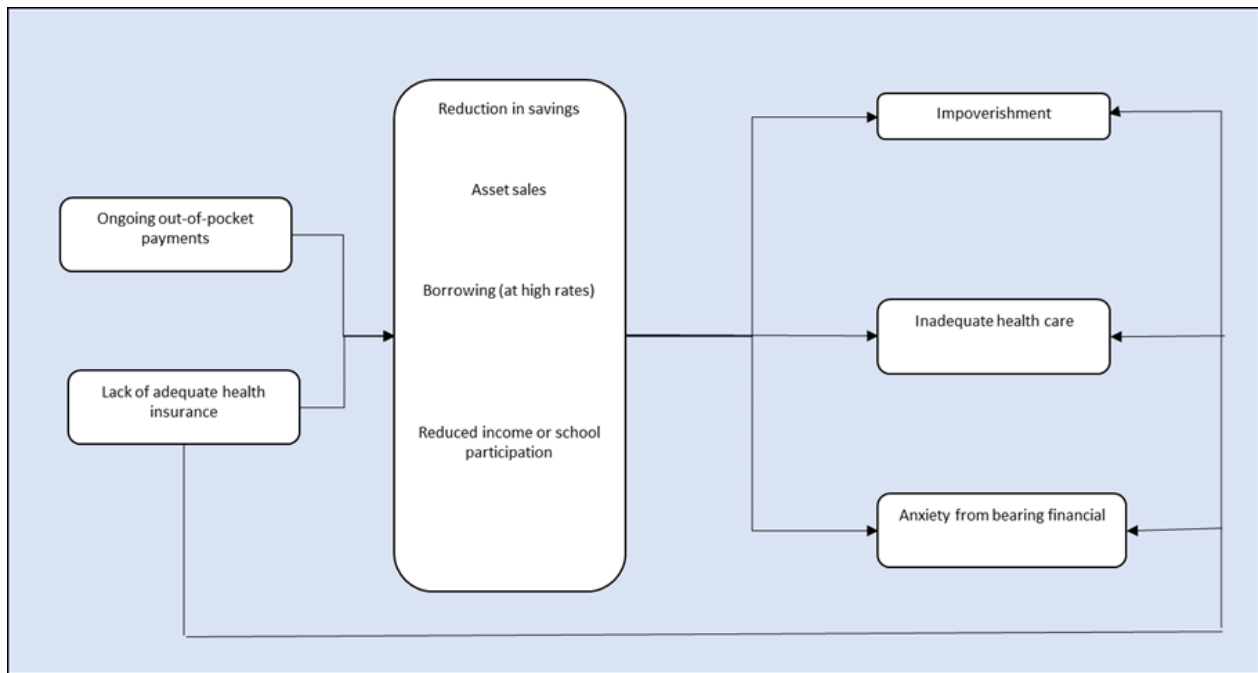 Ongoing out-of-pocket
payments
Lack of adequate health
insurance
Reduction in savings
Asset sales
Borrowing (at high rates)
Reduced income or school
participation
Impoverishment
Inadequate health care
Anxiety from bearing financial